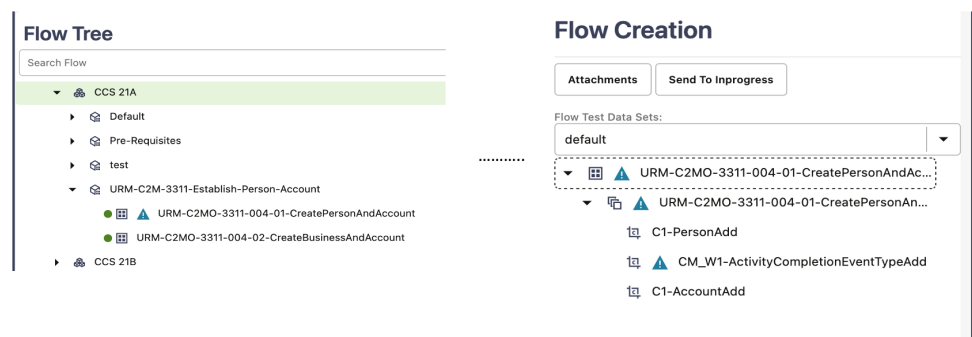 Flow Tree
Search Flow
CCS 21A
Default
Pre-Requisites
test
URM-C2M-3311-Establish-Person-Account
URM-C2MO-3311-004-01-CreatePersonAndAccount
URM-C2MO-3311-004-02-CreateBusinessAndAccount
CCS 21B
...........
Flow Creation
Attachments
Send To Inprogress
Flow Test Data Sets:
default
URM-C2MO-3311-004-01-CreatePersonAndAc...
URM-C2MO-3311-004-01-CreatePersonAn...
C1-PersonAdd
CM_W1-ActivityCompletionEventTypeAdd
C1-AccountAdd